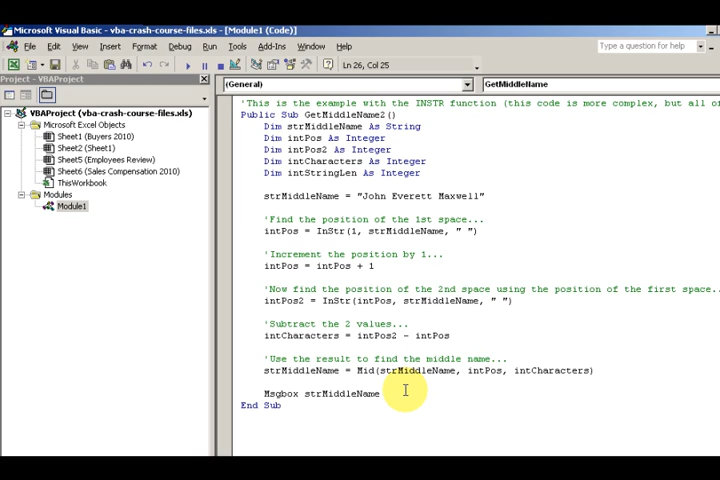 Microsoft Visual Basic - vba-crash-course-files.xls - [Module1 (Code)]
File Edit View Insert Format Debug Run Tools Add-Ins Window Help
Type a question for help
Ln 26, Col 25
Project - VBAProject
(General)
GetMiddleName
VBAProject (vba-crash-course-files.xls)
Microsoft Excel Objects
Sheet1 (Buyers 2010)
Sheet2 (Sheet1)
Sheet5 (Employees Review)
Sheet6 (Sales Compensation 2010)
ThisWorkbook
Modules
Module1
'This is the example with the INSTR function (this code is more complex, but all o
Public Sub GetMiddleName2()
Dim strMiddleName As String
Dim intPos As Integer
Dim intPos2 As Integer
Dim intCharacters As Integer
Dim intStringLen As Integer
strMiddleName = "John Everett Maxwell"
'Find the position of the 1st space...
intPos = InStr(1, strMiddleName, " ")
'Increment the position by 1...
intPos = intPos + 1
'Now find the position of the 2nd space using the position of the first space..
intPos2 = InStr(intPos, strMiddleName, " ")
'Subtract the 2 values...
intCharacters = intPos2 - intPos
'Use the result to find the middle name...
strMiddleName = Mid(strMiddleName, intPos, intCharacters)
Msgbox strMiddleName
End Sub